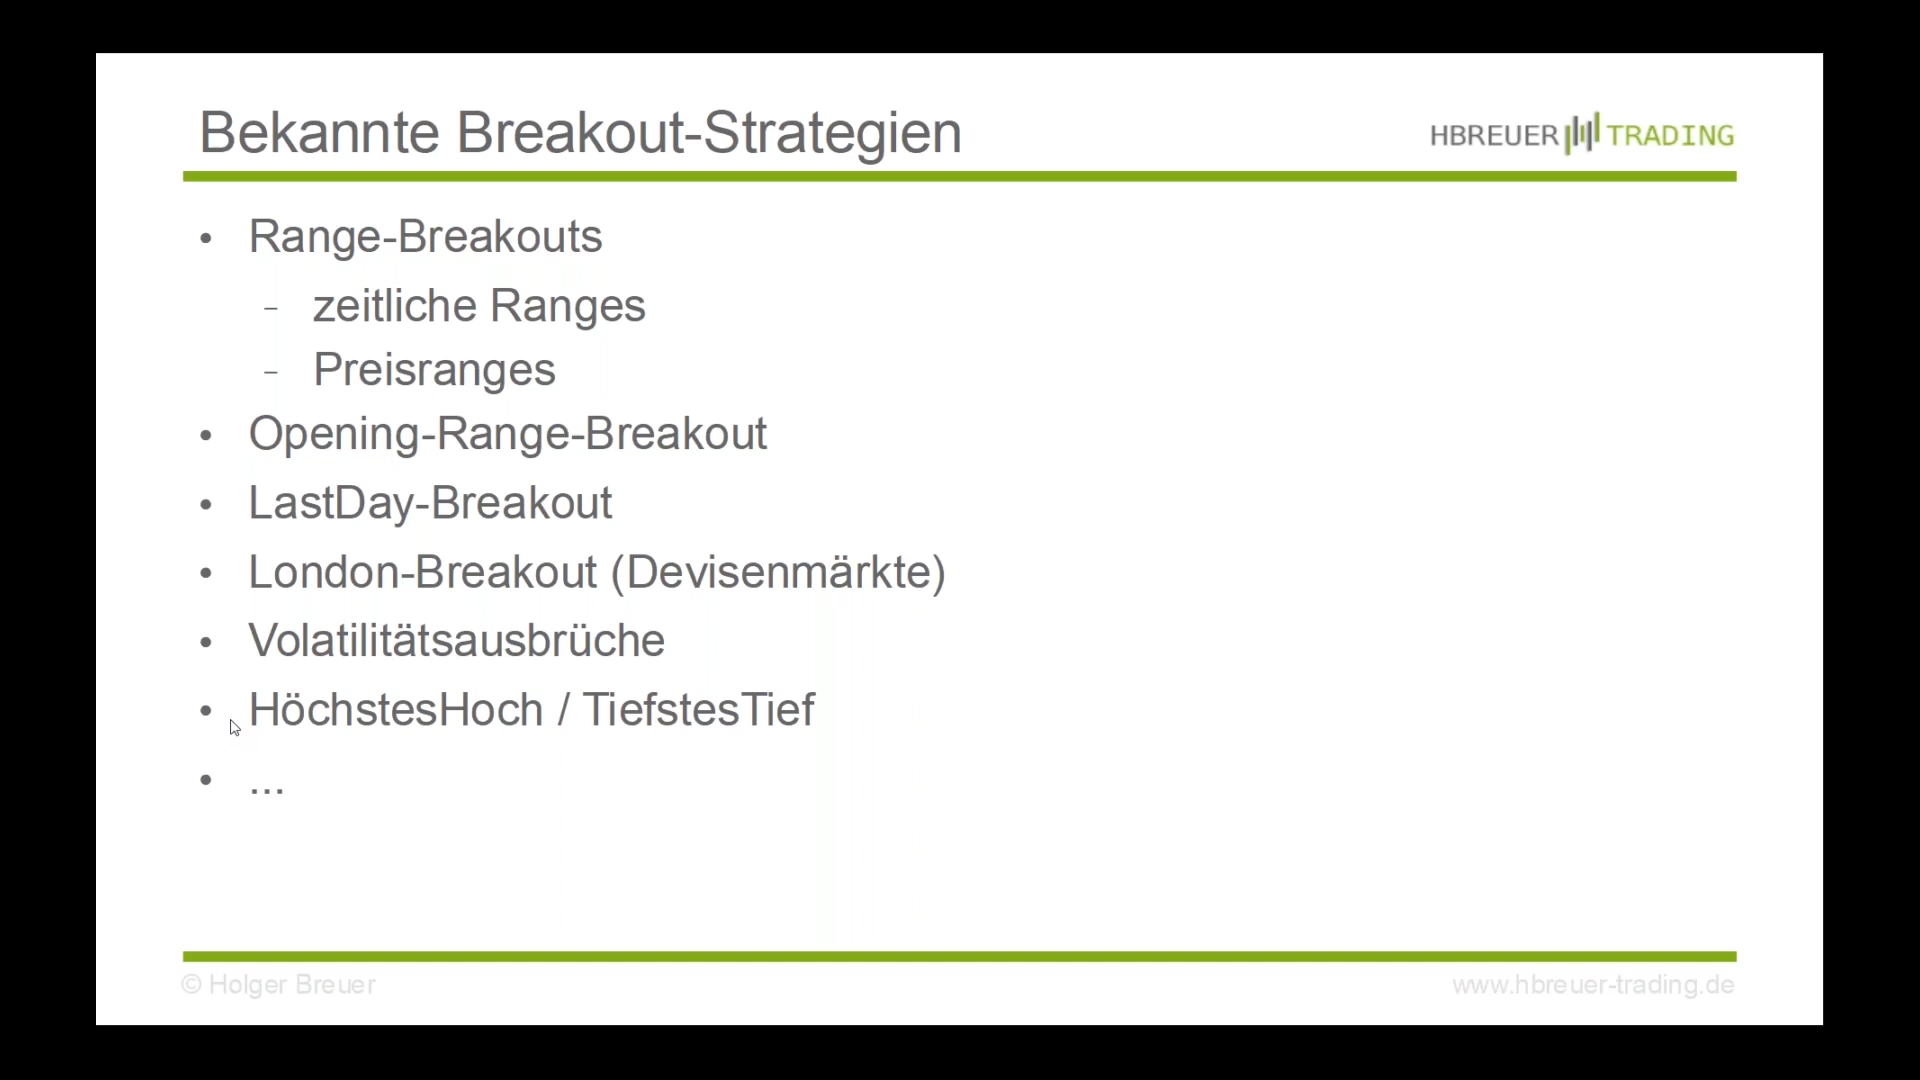 Bekannte Breakout-Strategien
HBREUER TRADING
• Range-Breakouts
– zeitliche Ranges
– Preisranges
• Opening-Range-Breakout
• LastDay-Breakout
• London-Breakout (Devisenmärkte)
• Volatilitätsausbrüche
• HöchstesHoch / TiefstesTief
• ...
© Holger Breuer
www.hbreuer-trading.de